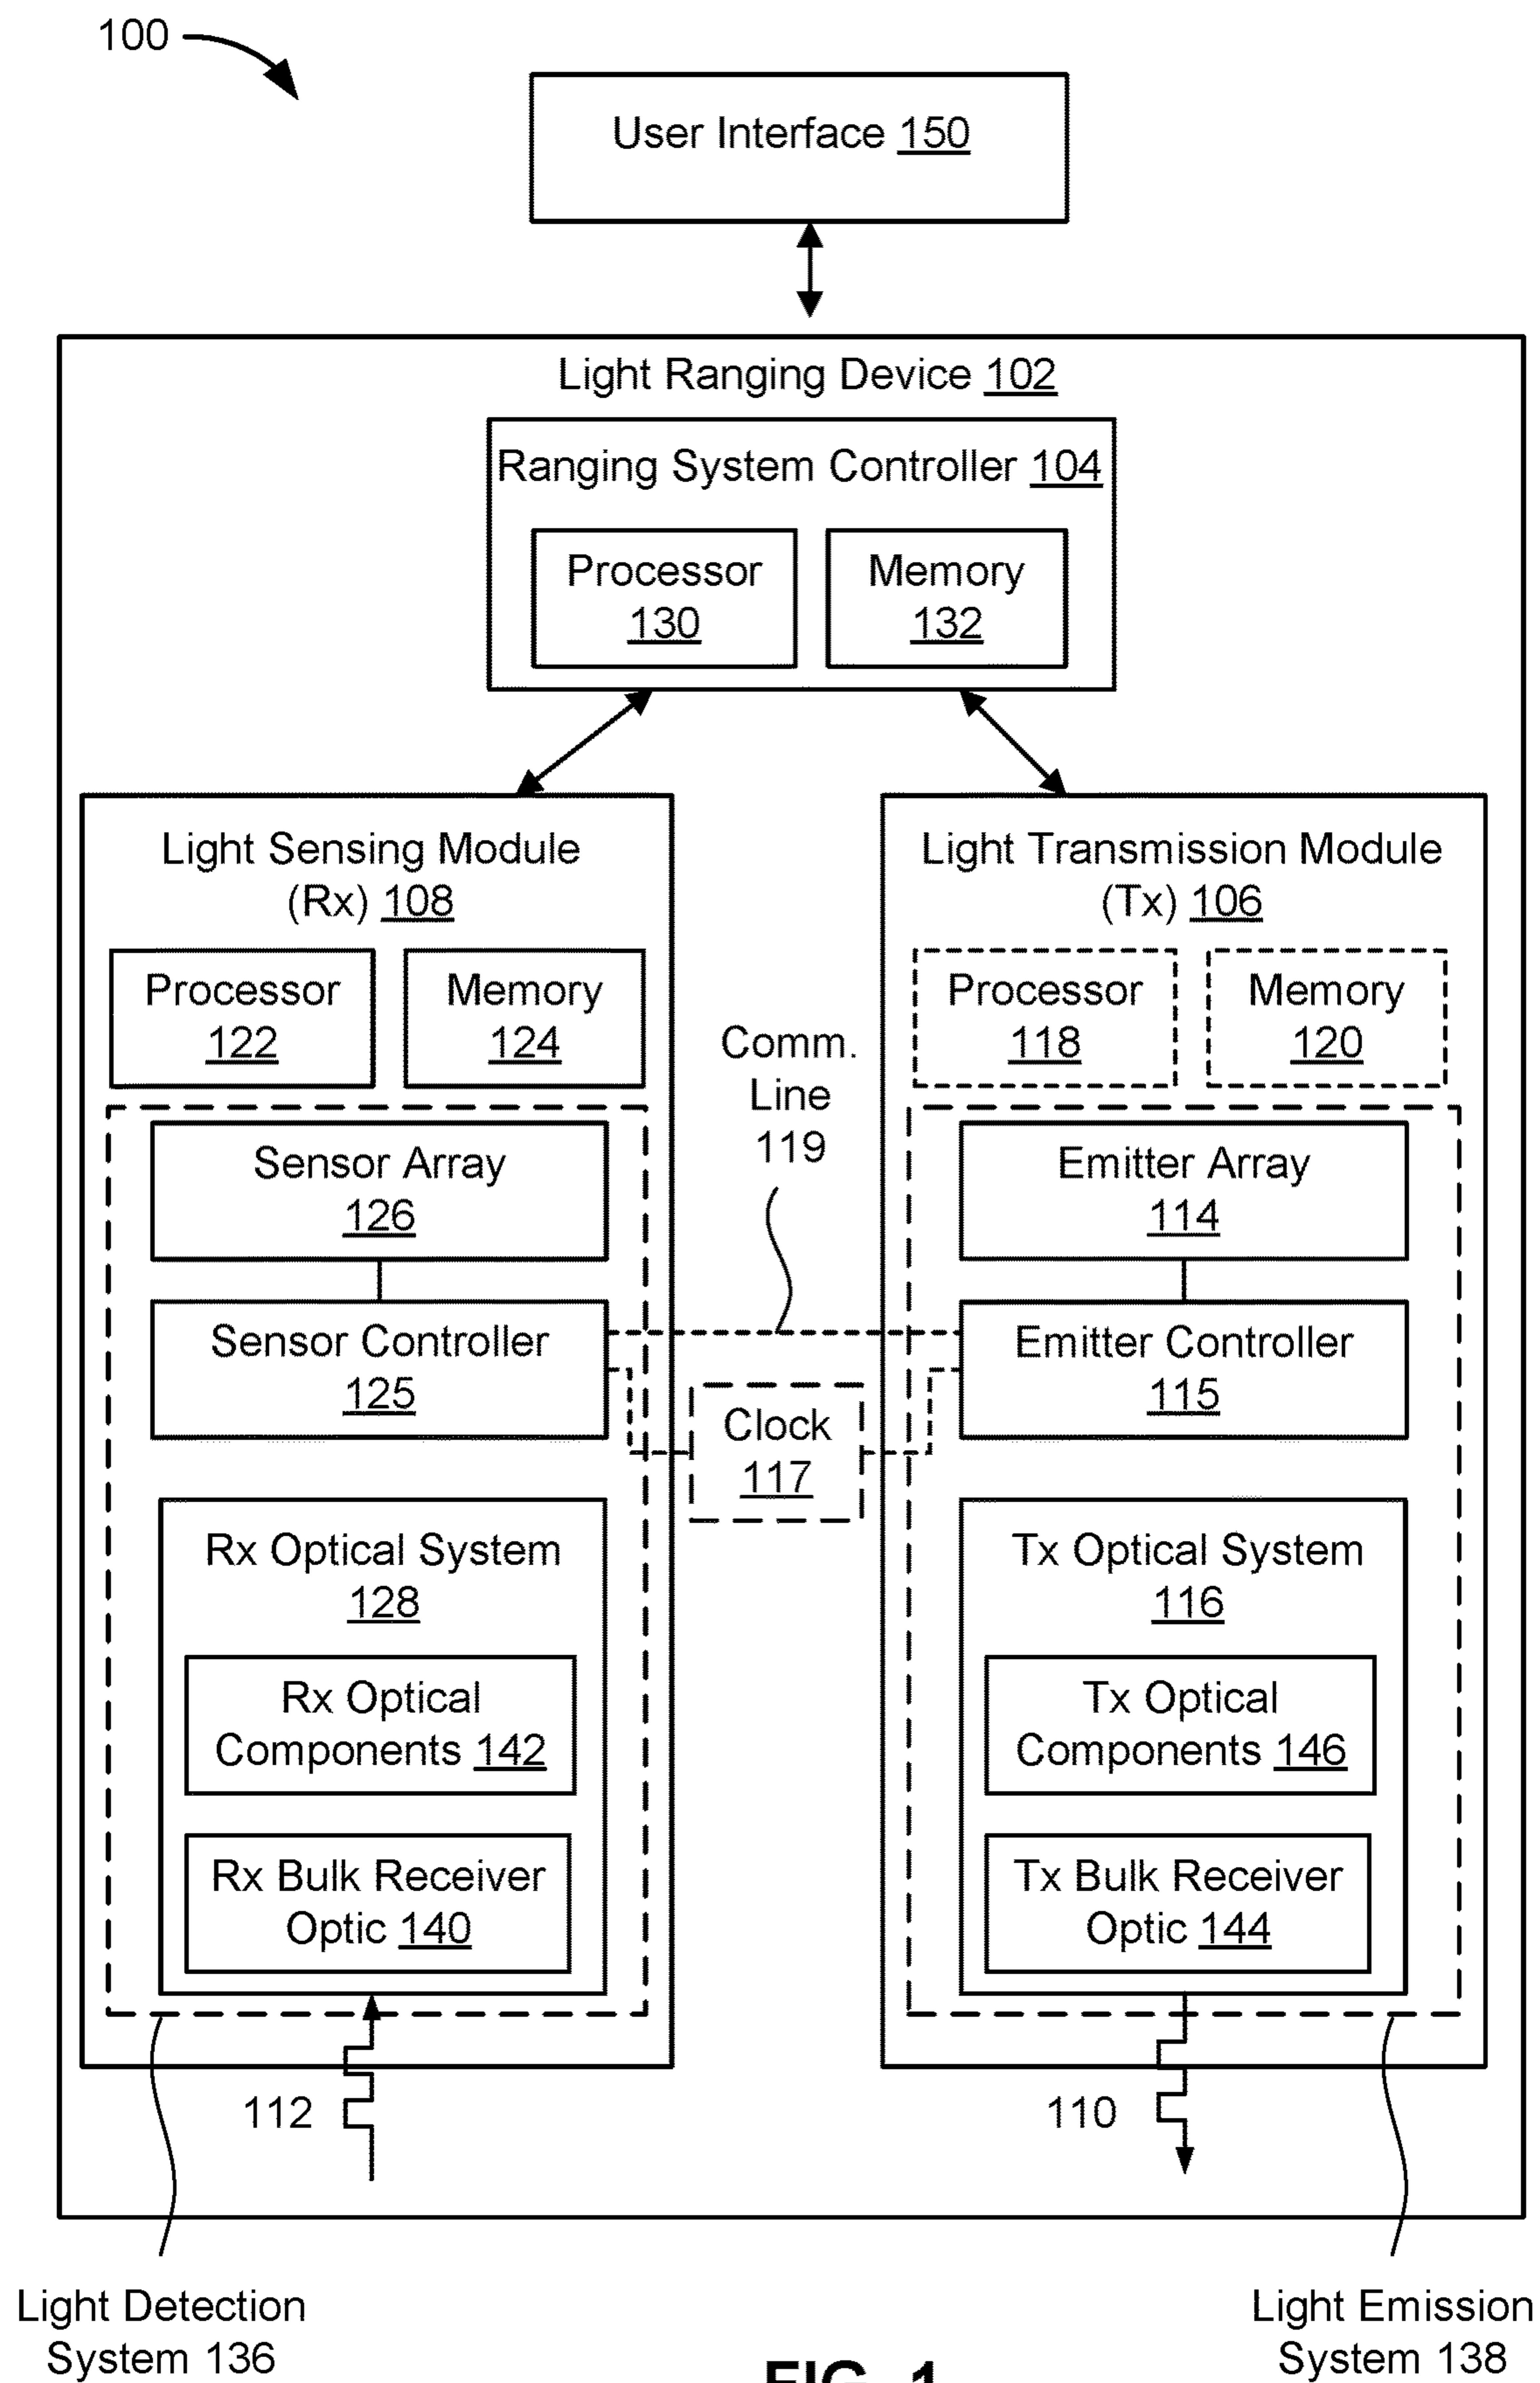 100
User Interface 150
Light Ranging Device 102
Ranging System Controller 104
Processor
130
Memory
132
Light Sensing Module
(Rx) 108
Processor
122
Memory
124
Sensor Array
126
Sensor Controller
125
Rx Optical System
128
Rx Optical
Components 142
Rx Bulk Receiver
Optic 140
112
Comm.
Line
119
Clock
117
Light Transmission Module
(Tx) 106
Processor
118
Memory
120
Emitter Array
114
Emitter Controller
115
Tx Optical System
116
Tx Optical
Components 146
Tx Bulk Receiver
Optic 144
110
Light Detection
System 136
Light Emission
System 138
FIG. 1